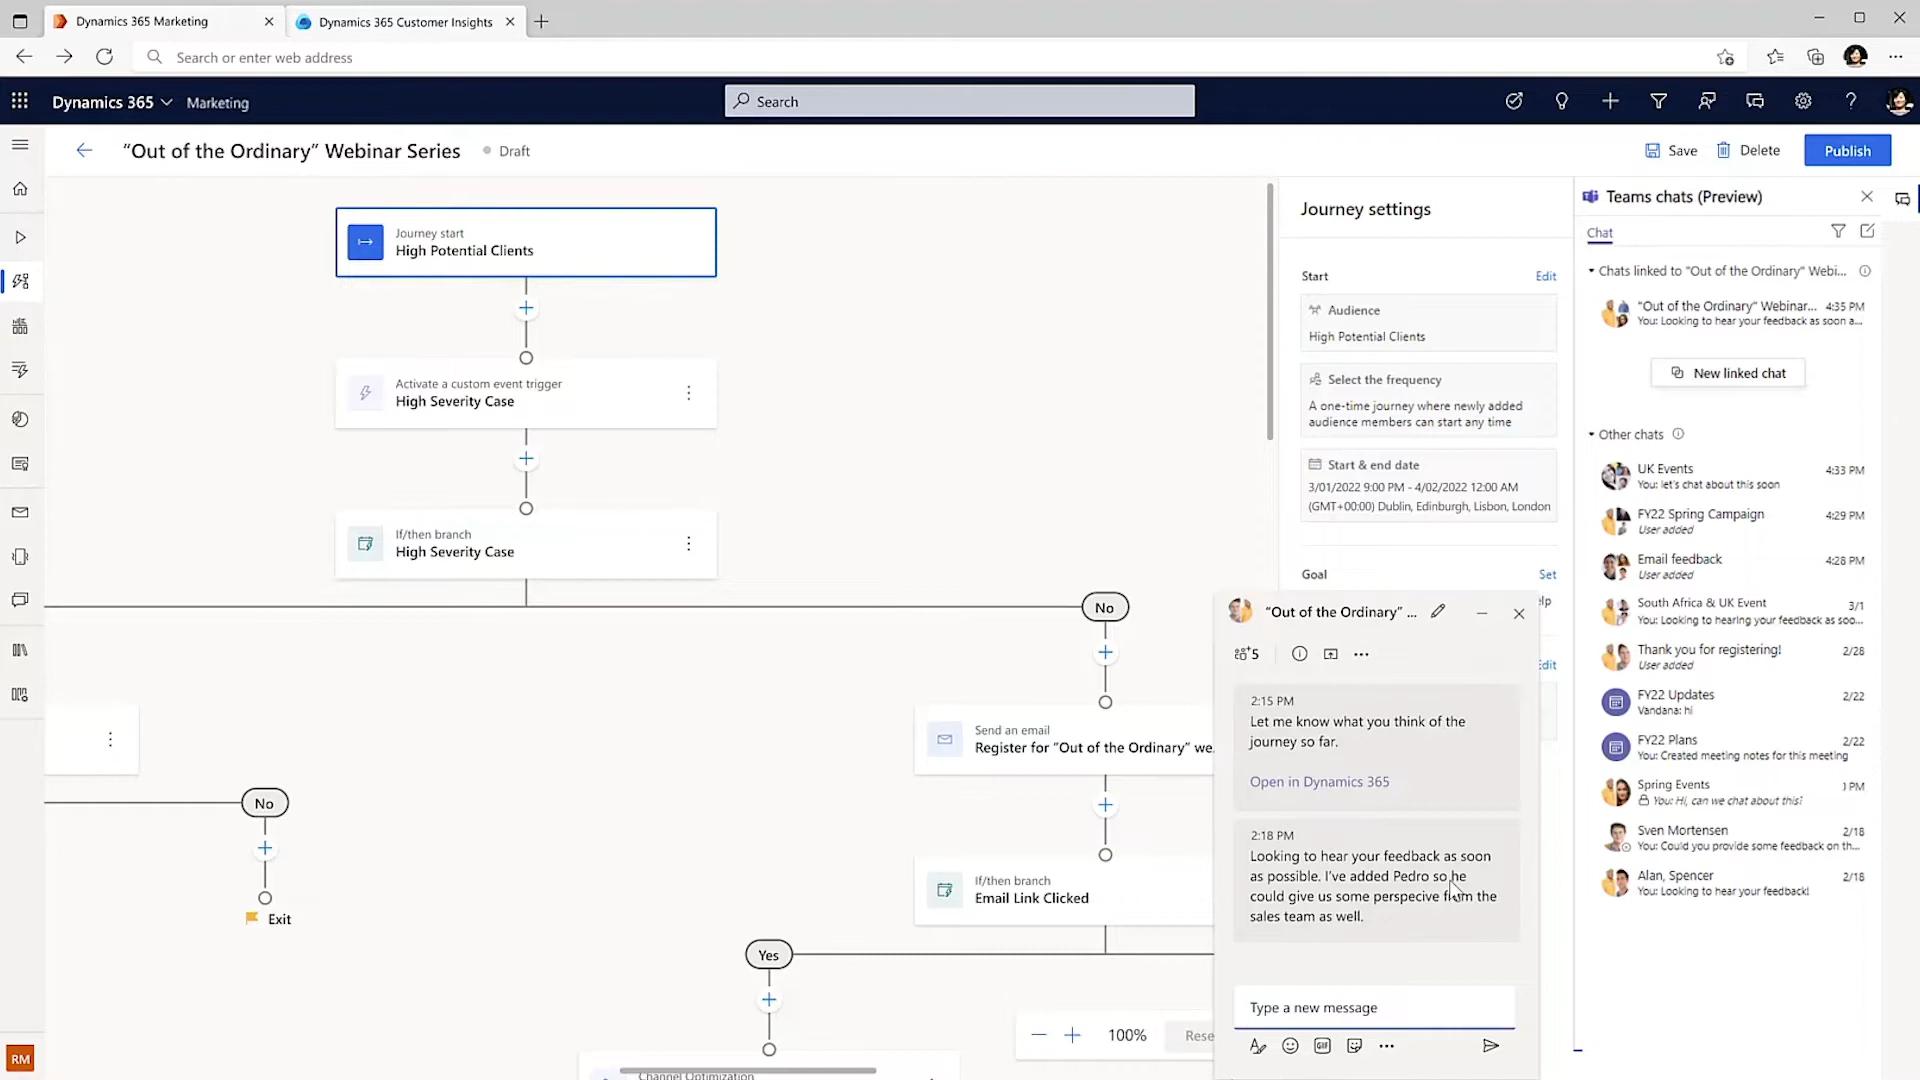 Dynamics 365 Marketing
Dynamics 365 Customer Insights
Search or enter web address
Dynamics 365
Marketing
Search
“Out of the Ordinary” Webinar Series
Draft
Save
Delete
Publish
Journey start
High Potential Clients
Activate a custom event trigger
High Severity Case
If/then branch
High Severity Case
No
Send an email
Register for “Out of the Ordinary” we...
No
Exit
If/then branch
Email Link Clicked
Yes
100%
Channel Optimization
Journey settings
Start
Edit
Audience
High Potential Clients
Select the frequency
A one-time journey where newly added
audience members can start any time
Start & end date
3/01/2022 9:00 PM - 4/02/2022 12:00 AM
(GMT+00:00) Dublin, Edinburgh, Lisbon, London
Goal
Set
“Out of the Ordinary” ...
5
2:15 PM
Let me know what you think of the
journey so far.
Open in Dynamics 365
2:18 PM
Looking to hear your feedback as soon
as possible. I’ve added Pedro so he
could give us some perspecive from the
sales team as well.
Type a new message
GIF
Teams chats (Preview)
Chat
Chats linked to "Out of the Ordinary" Webi...
"Out of the Ordinary" Webinar... 4:35 PM
You: Looking to hear your feedback as soon a...
New linked chat
Other chats
UK Events 4:33 PM
You: let's chat about this soon
FY22 Spring Campaign 4:29 PM
User added
Email feedback 4:28 PM
User added
South Africa & UK Event 3/1
You: Looking to hearing your feedback as soo...
Thank you for registering! 2/28
User added
FY22 Updates 2/22
Vandana: hi
FY22 Plans 2/22
You: Created meeting notes for this meeting
Spring Events 1 PM
You: Hi, can we chat about this?
Sven Mortensen 2/18
You: Could you provide some feedback on th...
Alan, Spencer 2/18
You: Looking to hear your feedback!
RM